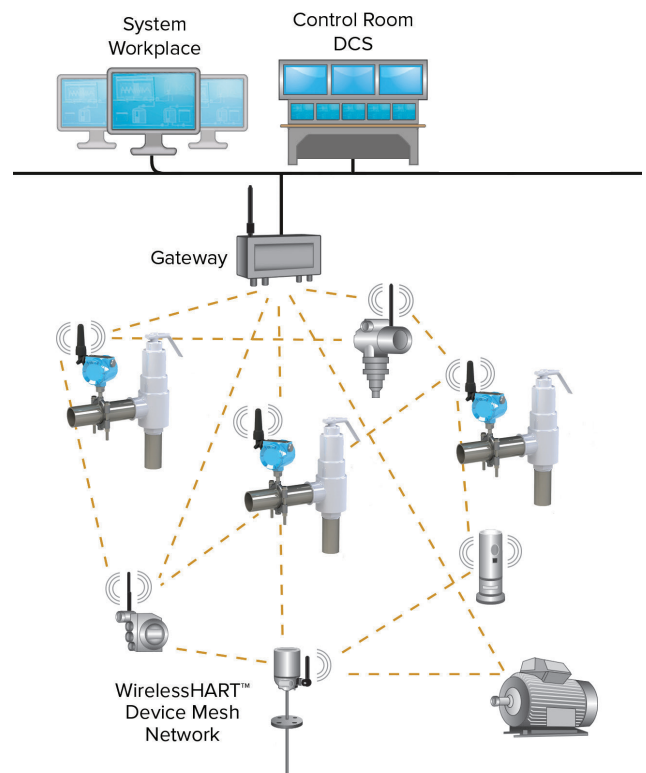 System
Workplace
Control Room
DCS
Gateway
WirelessHART™
Device Mesh
Network